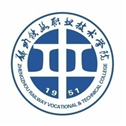 郑州铁路职业技术学院
1951
ZHENGZHOU RAILWAY VOCATIONAL & TECHNICAL COLLEGE